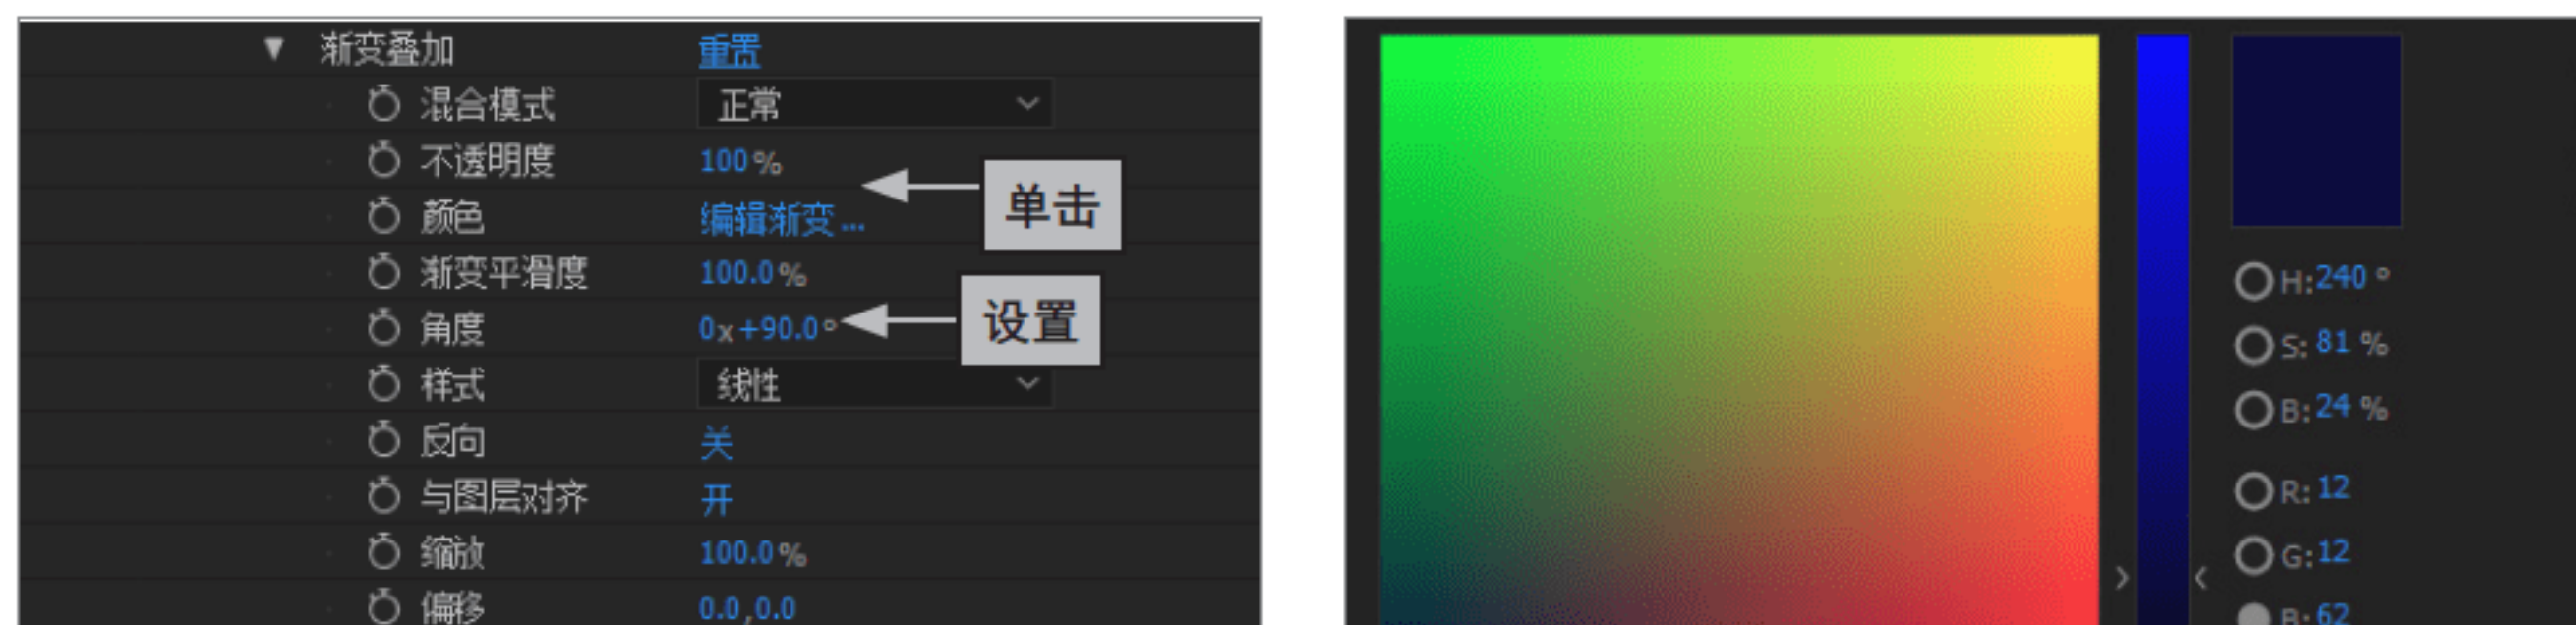 渐变叠加 重置
混合模式 正常
不透明度 100%
单击
颜色 编辑渐变...
渐变平滑度 100.0%
设置
角度 0x+90.0°
样式 线性
反向 关
与图层对齐 开
缩放 100.0%
偏移 0.0,0.0
H:240 °
S:81 %
B:24 %
R:12
G:12
B:62